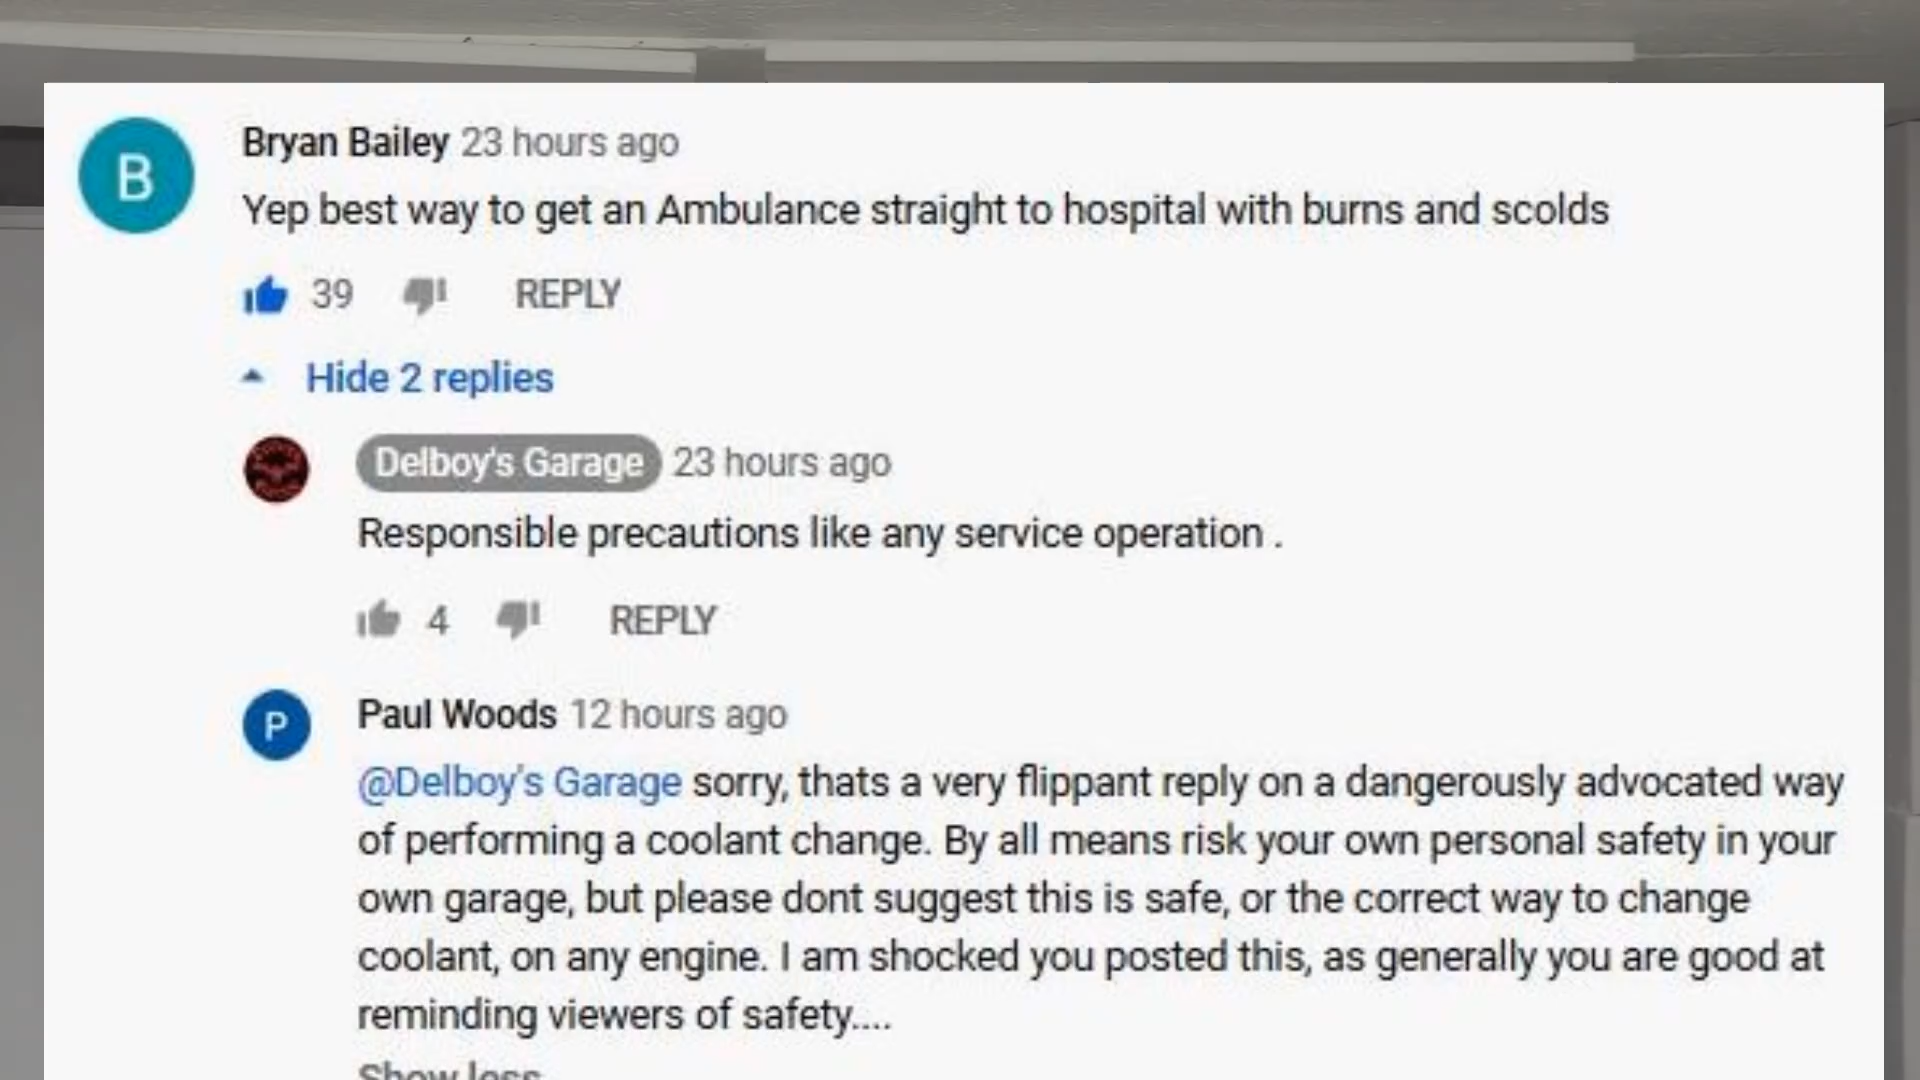 B
Bryan Bailey 23 hours ago
Yep best way to get an Ambulance straight to hospital with burns and scolds
39 REPLY
Hide 2 replies
Delboy's Garage 23 hours ago
Responsible precautions like any service operation .
4 REPLY
P
Paul Woods 12 hours ago
@Delboy's Garage sorry, thats a very flippant reply on a dangerously advocated way
of performing a coolant change. By all means risk your own personal safety in your
own garage, but please dont suggest this is safe, or the correct way to change
coolant, on any engine. I am shocked you posted this, as generally you are good at
reminding viewers of safety....
Show less